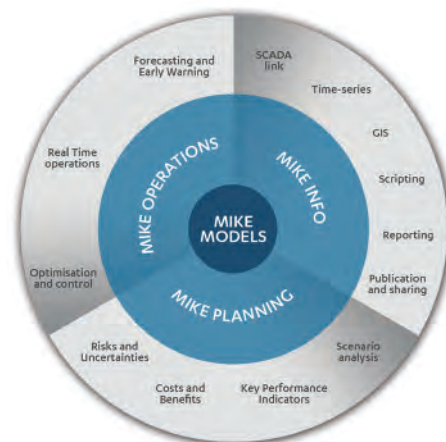 Forecasting and
Early Warning
SCADA
link
Time-series
GIS
Scripting
Reporting
Publication
and sharing
Scenario
analysis
Key Performance
Indicators
Costs and
Benefits
Risks and
Uncertainties
Optimisation
and control
Real Time
operations
MIKE OPERATIONS
MIKE INFO
MIKE PLANNING
MIKE
MODELS